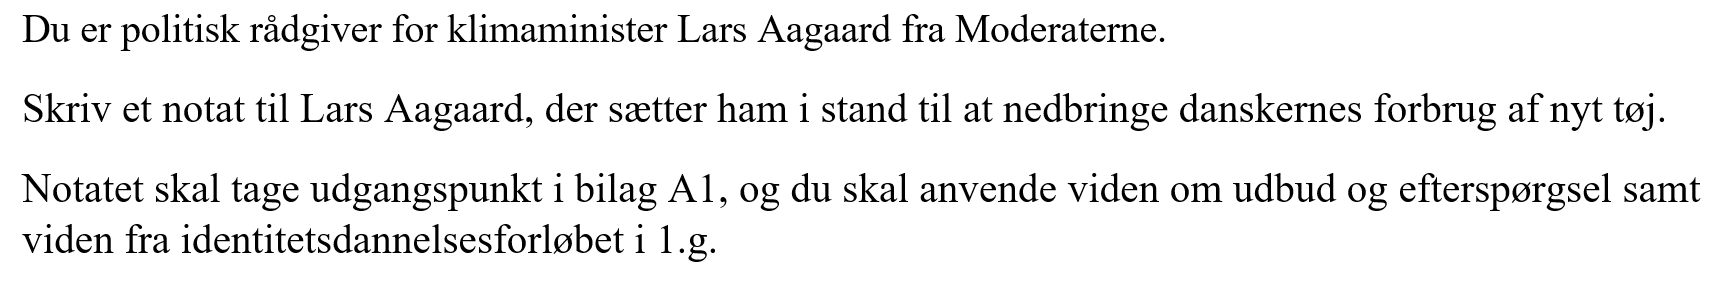 Du er politisk rådgiver for klimaminister Lars Aagaard fra Moderaterne.
Skriv et notat til Lars Aagaard, der sætter ham i stand til at nedbringe danskernes forbrug af nyt tøj.
Notatet skal tage udgangspunkt i bilag A1, og du skal anvende viden om udbud og efterspørgsel samt
viden fra identitetsdannelsesforløbet i 1.g.